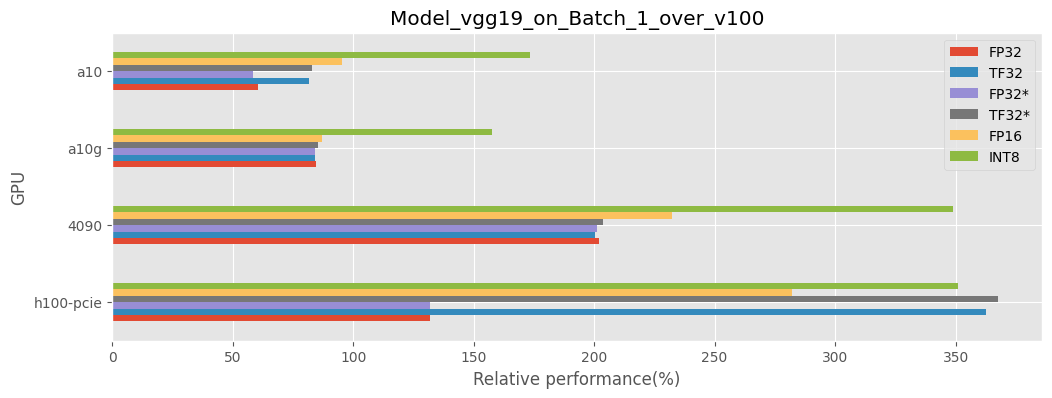 Model_vgg19_on_Batch_1_over_v100
FP32
TF32
FP32*
TF32*
FP16
INT8
a10
a10g
4090
h100-pcie
GPU
0 50 100 150 200 250 300 350
Relative performance(%)